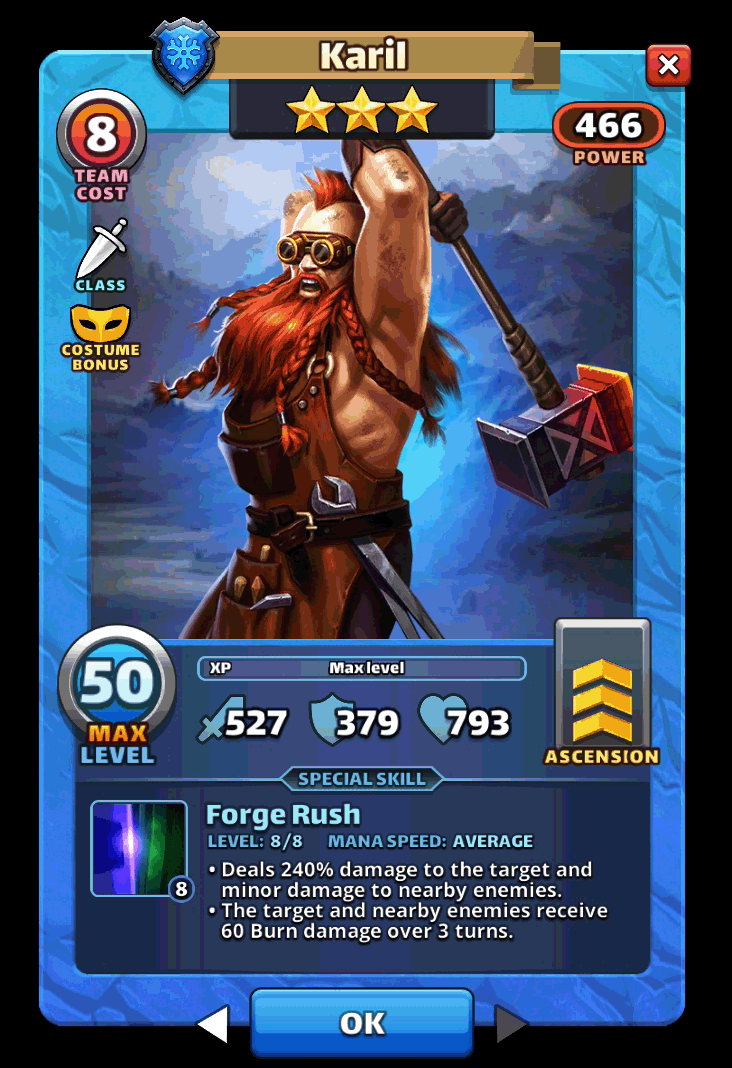 Karil
8
TEAM
COST
466
POWER
CLASS
COSTUME
BONUS
50
MAX
LEVEL
XP
Max level
527
379
793
ASCENSION
SPECIAL SKILL
Forge Rush
LEVEL: 8/8 MANA SPEED: AVERAGE
8
• Deals 240% damage to the target and
minor damage to nearby enemies.
• The target and nearby enemies receive
60 Burn damage over 3 turns.
OK